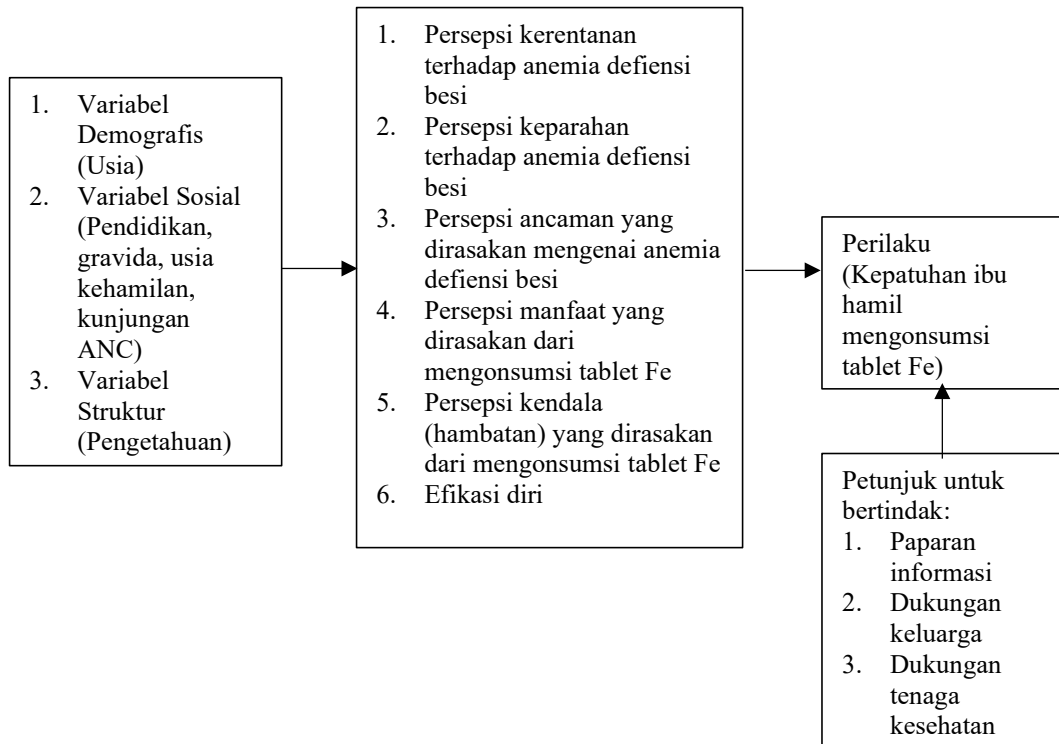 1. Variabel
Demografis
(Usia)
2. Variabel Sosial
(Pendidikan,
gravida, usia
kehamilan,
kunjungan
ANC)
3. Variabel
Struktur
(Pengetahuan)
1. Persepsi kerentanan
terhadap anemia defiensi
besi
2. Persepsi keparahan
terhadap anemia defiensi
besi
3. Persepsi ancaman yang
dirasakan mengenai anemia
defiensi besi
4. Persepsi manfaat yang
dirasakan dari
mengonsumsi tablet Fe
5. Persepsi kendala
(hambatan) yang dirasakan
dari mengonsumsi tablet Fe
6. Efikasi diri
Perilaku
(Kepatuhan ibu
hamil
mengonsumsi
tablet Fe)
Petunjuk untuk
bertindak:
1. Paparan
informasi
2. Dukungan
keluarga
3. Dukungan
tenaga
kesehatan